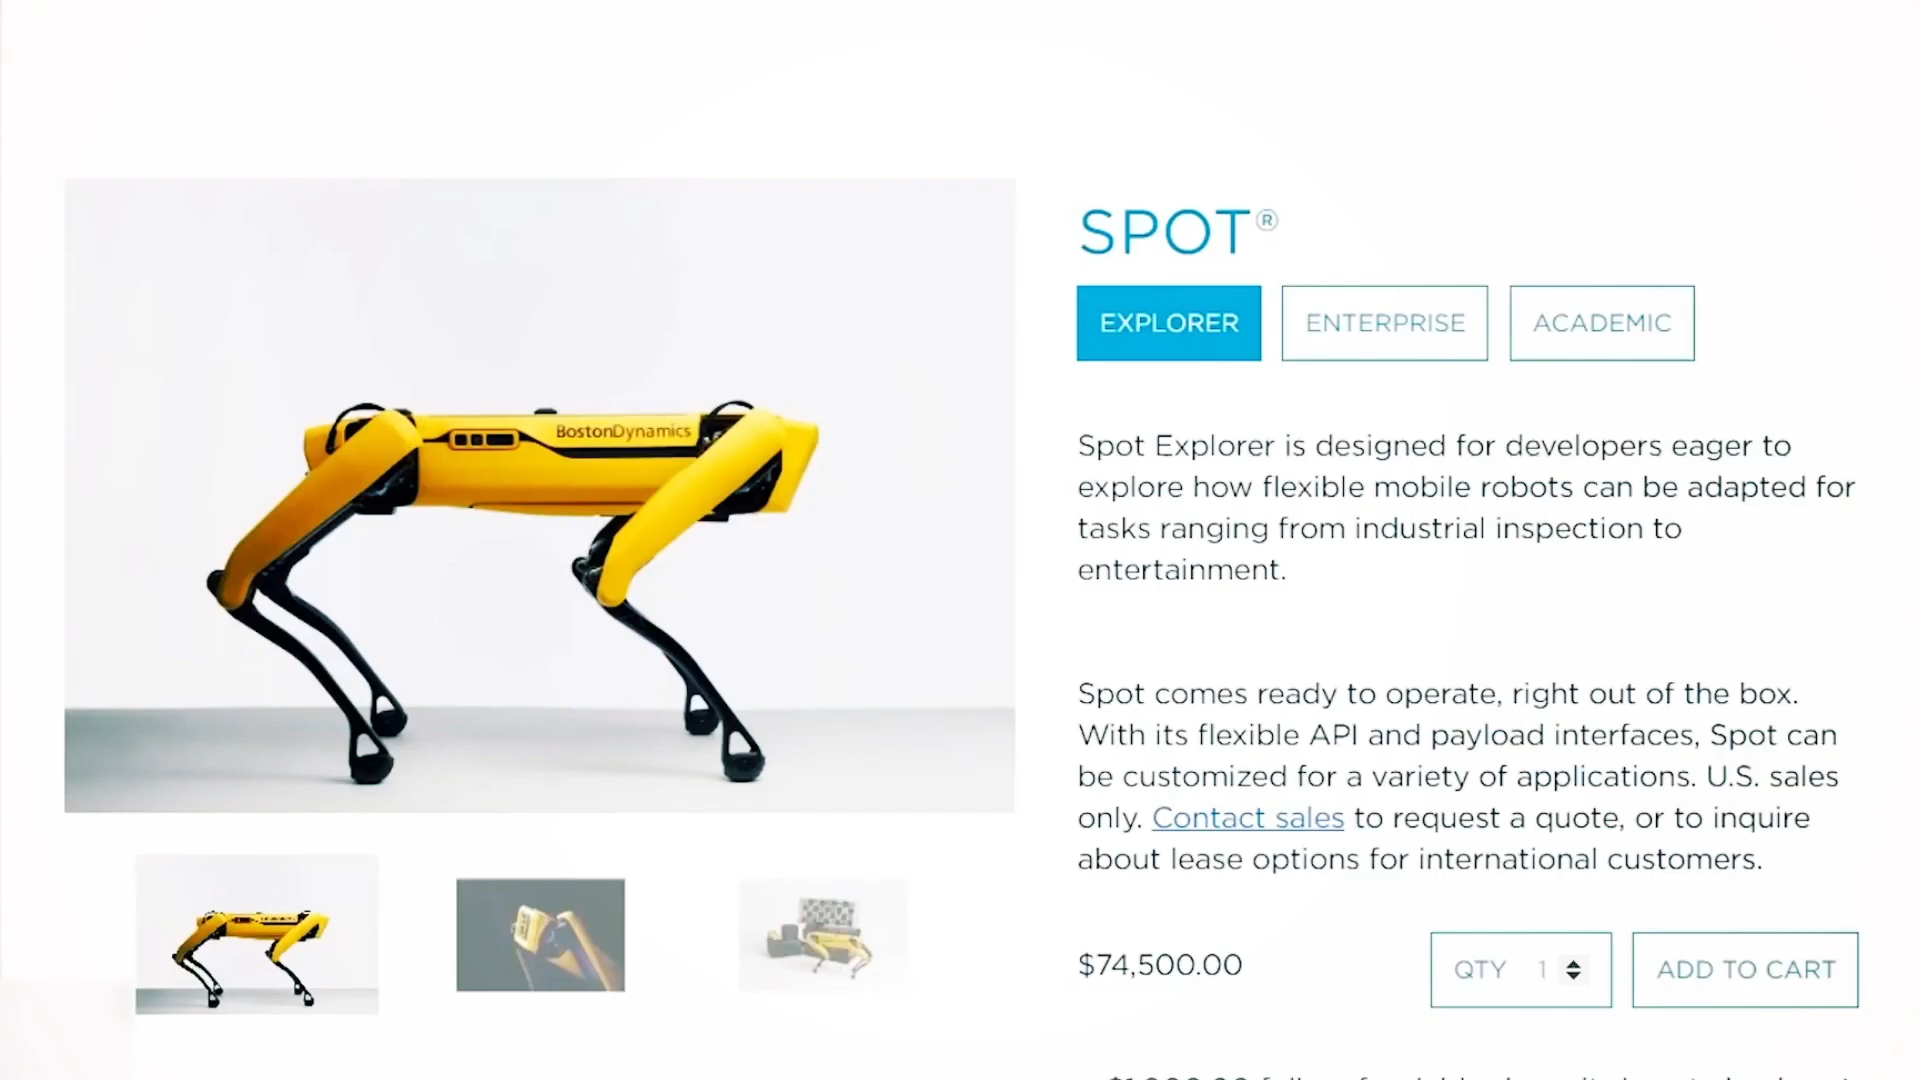 BostonDynamics
SPOT®
EXPLORER
ENTERPRISE
ACADEMIC
Spot Explorer is designed for developers eager to
explore how flexible mobile robots can be adapted for
tasks ranging from industrial inspection to
entertainment.
Spot comes ready to operate, right out of the box.
With its flexible API and payload interfaces, Spot can
be customized for a variety of applications. U.S. sales
only. Contact sales to request a quote, or to inquire
about lease options for international customers.
$74,500.00
QTY 1
ADD TO CART